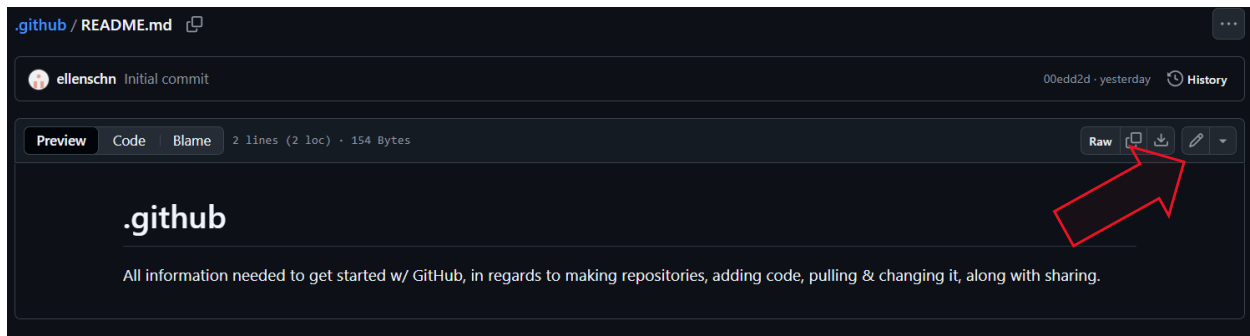 .github / README.md
ellenschn Initial commit
00edd2d · yesterday History
Preview Code Blame 2 lines (2 loc) · 154 Bytes
Raw
.github
All information needed to get started w/ GitHub, in regards to making repositories, adding code, pulling & changing it, along with sharing.